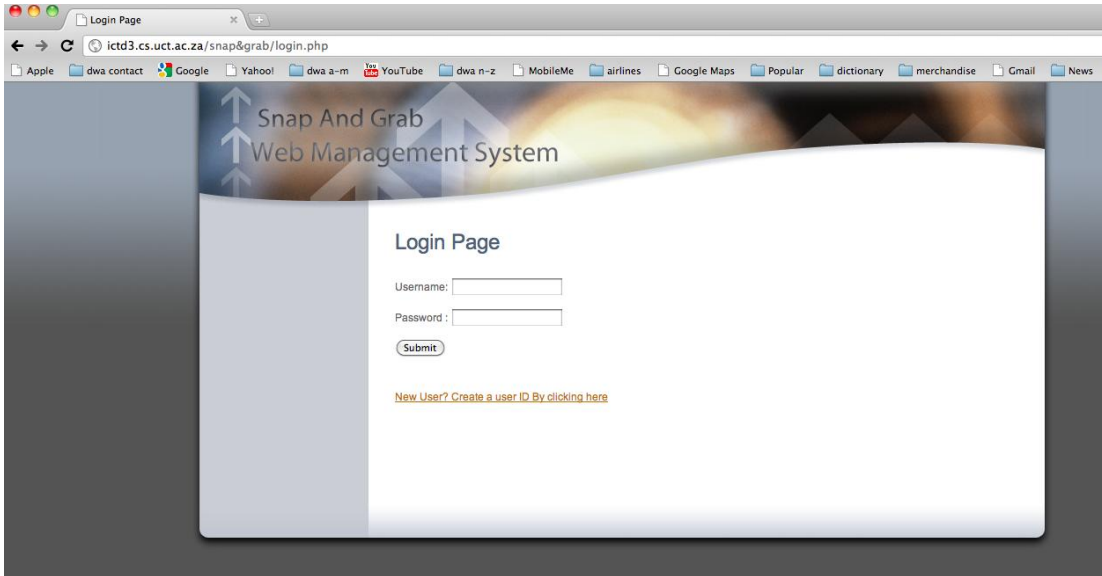 Login Page
ictd3.cs.uct.ac.za/snap&grab/login.php
Apple dwa contact Google Yahoo! dwa a-m YouTube dwa n-z MobileMe airlines Google Maps Popular dictionary merchandise Gmail News
Snap And Grab
Web Management System
Login Page
Username:
Password :
Submit
New User? Create a user ID By clicking here